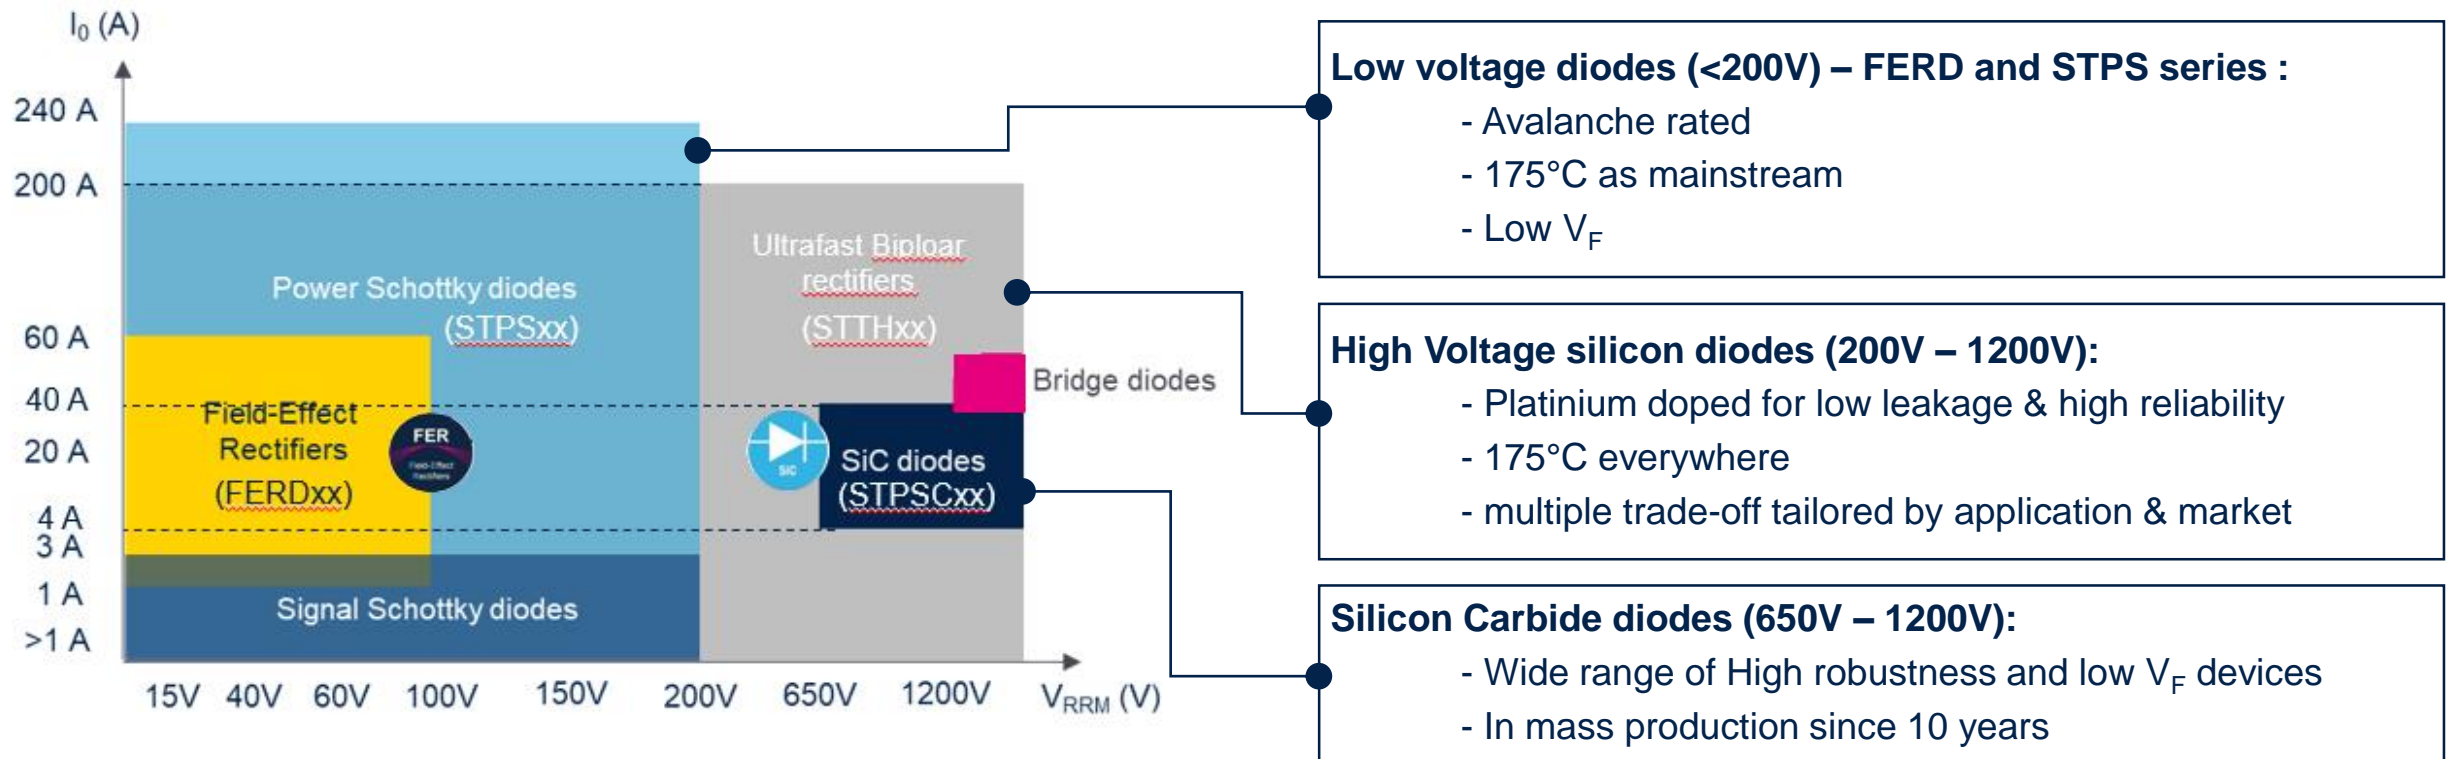 I0 (A)
240 A
200 A
60 A
40 A
20 A
4 A
3 A
1 A
>1 A
Power Schottky diodes
(STPSxx)
Ultrafast Biploar
rectifiers
(STTHxx)
Field-Effect
Rectifiers
(FERDxx)
FER
Field-Effect
Rectifiers
SiC
SiC diodes
(STPSCxx)
Bridge diodes
Signal Schottky diodes
15V 40V 60V 100V 150V 200V 650V 1200V VRRM (V)
Low voltage diodes (<200V) – FERD and STPS series :
- Avalanche rated
- 175°C as mainstream
- Low VF
High Voltage silicon diodes (200V – 1200V):
- Platinium doped for low leakage & high reliability
- 175°C everywhere
- multiple trade-off tailored by application & market
Silicon Carbide diodes (650V – 1200V):
- Wide range of High robustness and low VF devices
- In mass production since 10 years